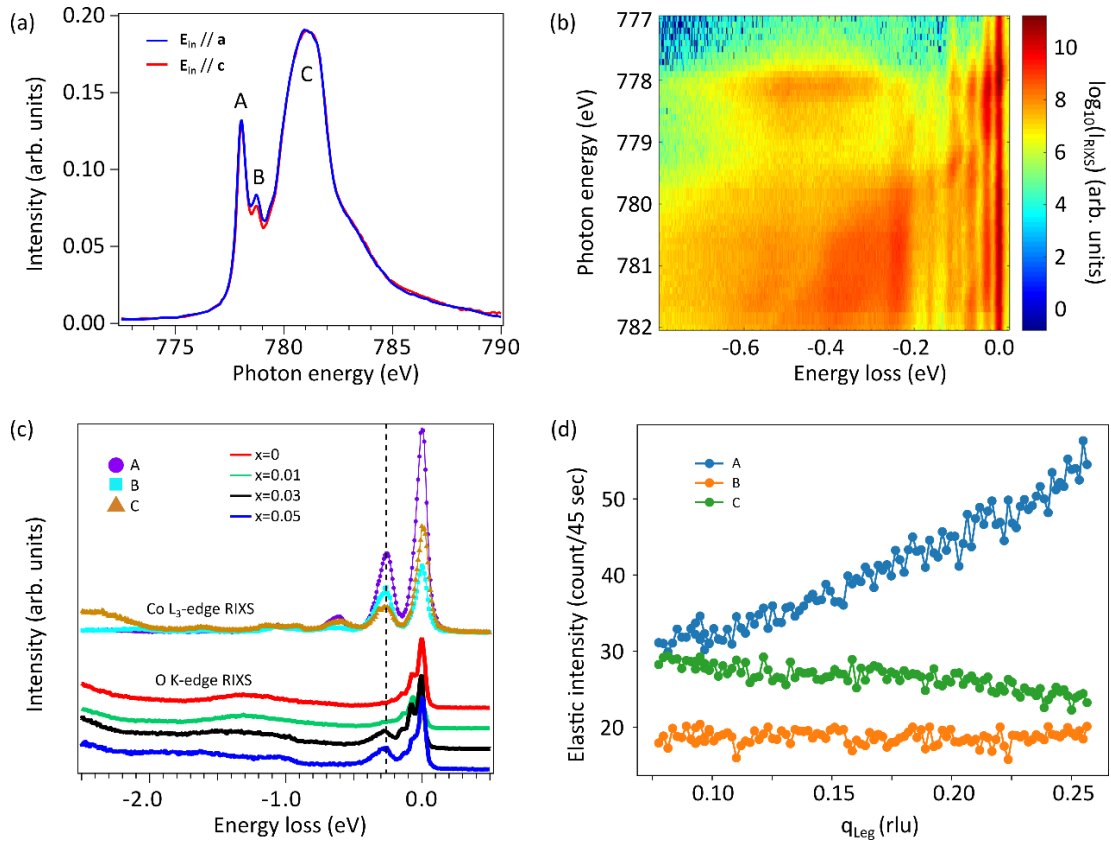 (a)
E_in // a
E_in // c
A
B
C
Intensity (arb. units)
0.20
0.15
0.10
0.05
0.00
775
780
785
790
Photon energy (eV)
(b)
Photon energy (eV)
777
778
779
780
781
782
-0.6
-0.4
-0.2
0.0
Energy loss (eV)
10
8
6
4
2
0
log₁₀(I_RIXS) (arb. units)
(c)
A
B
C
x=0
x=0.01
x=0.03
x=0.05
Co L₃-edge RIXS
O K-edge RIXS
Intensity (arb. units)
-2.0
-1.0
0.0
Energy loss (eV)
(d)
A
B
C
Elastic intensity (count/45 sec)
50
40
30
20
0.10
0.15
0.20
0.25
q_Leg (rlu)